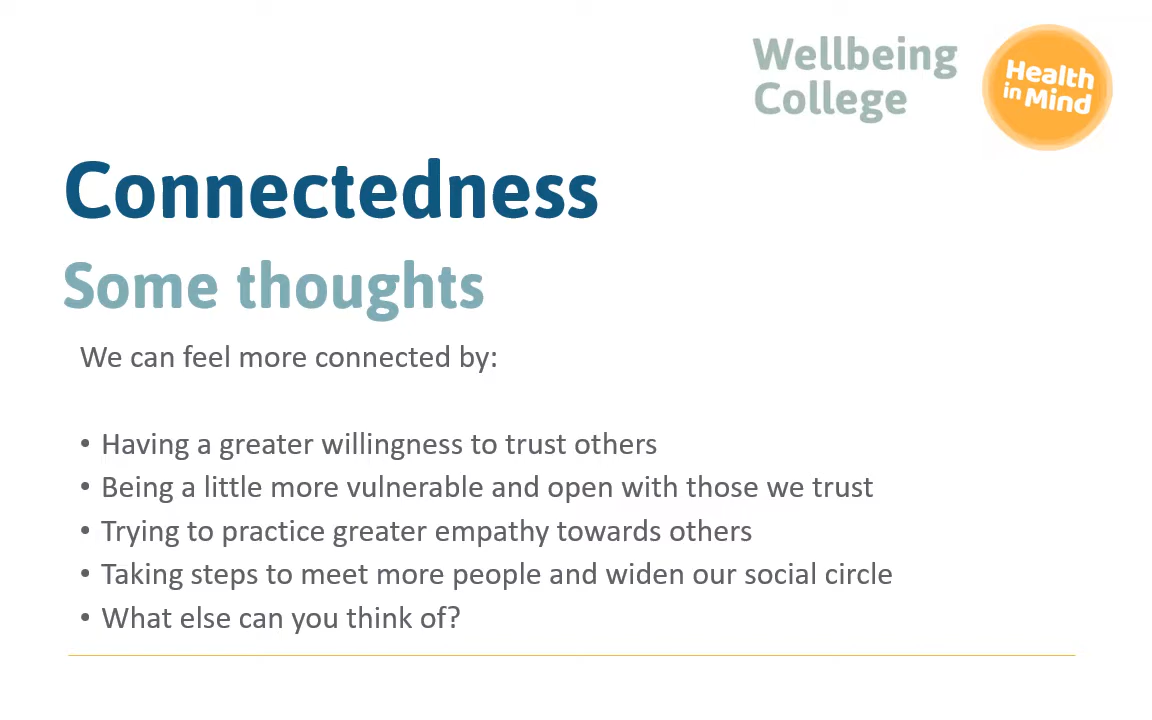 Wellbeing
College
Health
in Mind
Connectedness
Some thoughts
We can feel more connected by:
• Having a greater willingness to trust others
• Being a little more vulnerable and open with those we trust
• Trying to practice greater empathy towards others
• Taking steps to meet more people and widen our social circle
• What else can you think of?